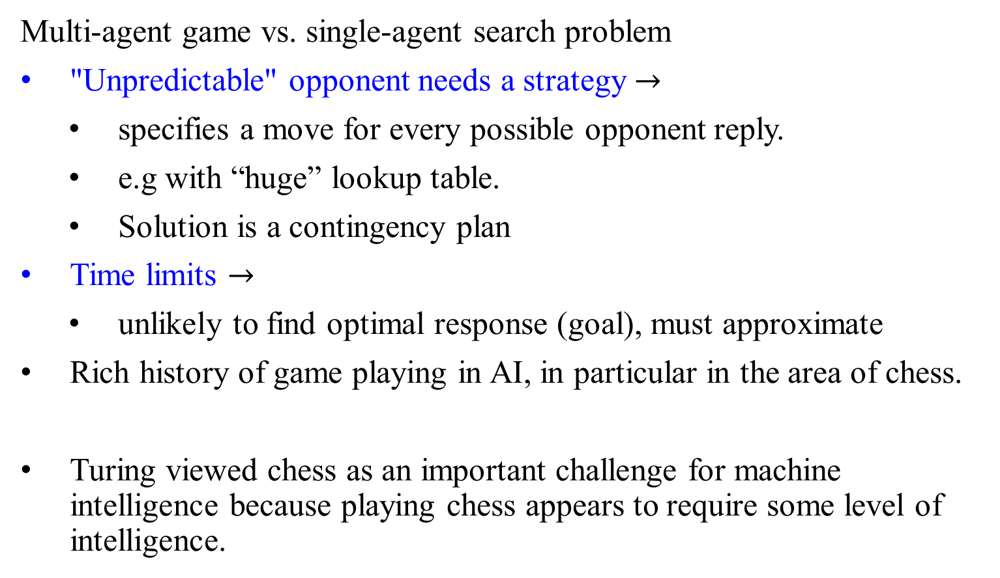 Multi-agent game vs. single-agent search problem
• "Unpredictable" opponent needs a strategy →
• specifies a move for every possible opponent reply.
• e.g with “huge” lookup table.
• Solution is a contingency plan
• Time limits →
• unlikely to find optimal response (goal), must approximate
• Rich history of game playing in AI, in particular in the area of chess.
• Turing viewed chess as an important challenge for machine
intelligence because playing chess appears to require some level of
intelligence.